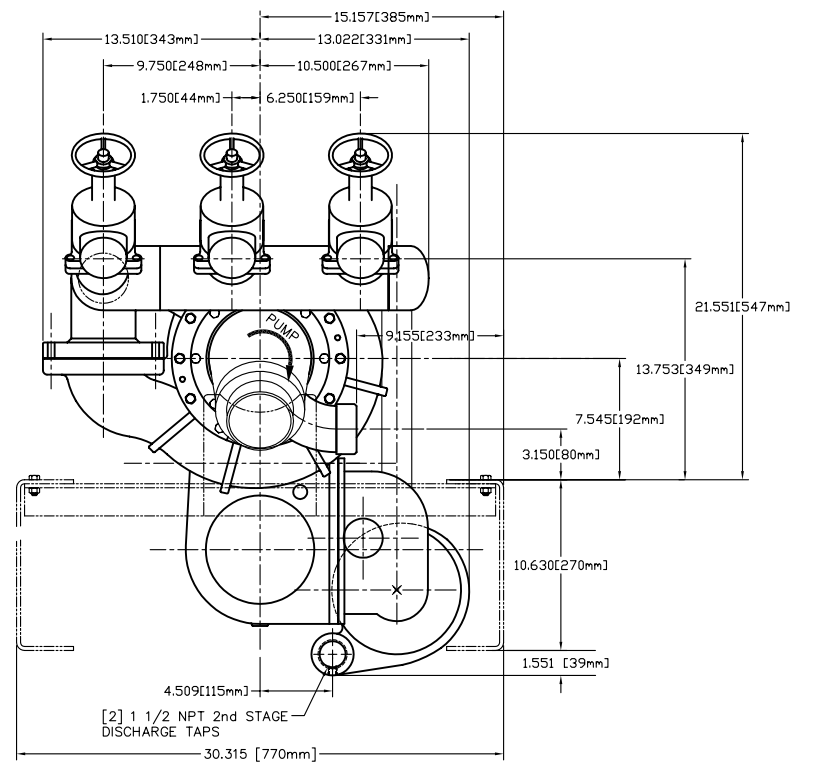 15.157[385mm]
13.510[343mm]
13.022[331mm]
9.750[248mm]
10.500[267mm]
1.750[44mm]
6.250[159mm]
21.551[547mm]
PUMP
9.155[233mm]
13.753[349mm]
7.545[192mm]
3.150[80mm]
10.630[270mm]
1.551 [39mm]
4.509[115mm]
[2] 1 1/2 NPT 2nd STAGE
DISCHARGE TAPS
30.315 [770mm]